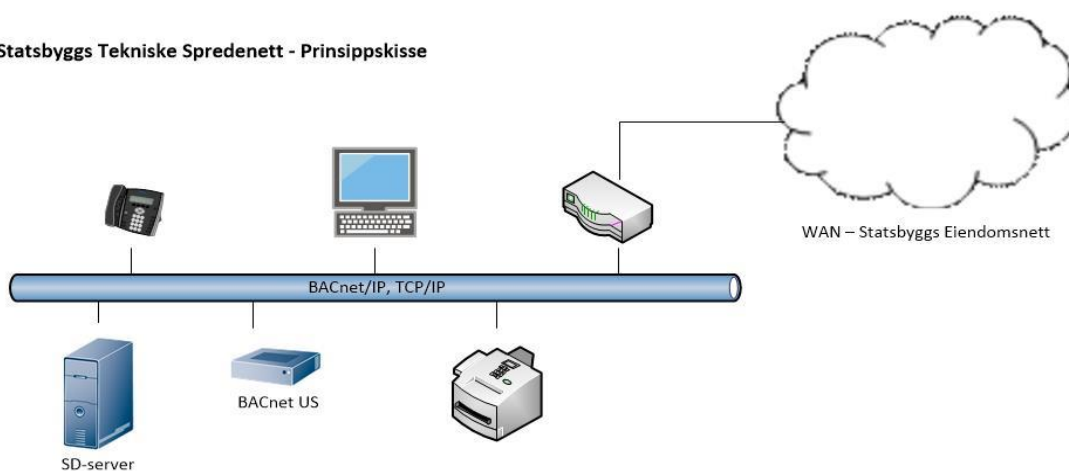 Statsbyggs Tekniske Spredenett - Prinsippskisse
WAN – Statsbyggs Eiendomsnett
BACnet/IP, TCP/IP
BACnet US
SD-server